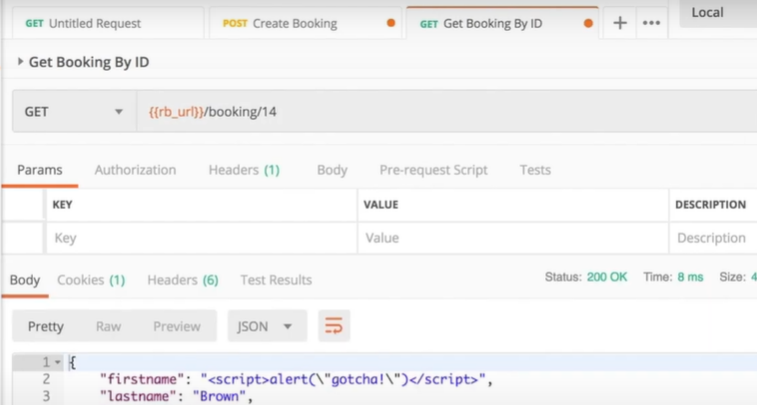 GET Untitled Request POST Create Booking GET Get Booking By ID + ••• Local
Get Booking By ID
GET {{rb_url}}/booking/14
Params Authorization Headers (1) Body Pre-request Script Tests
KEY VALUE DESCRIPTION
Key Value Description
Body Cookies (1) Headers (6) Test Results Status: 200 OK Time: 8 ms Size: 4
Pretty Raw Preview JSON
1 {
2 "firstname": "<script>alert(\"gotcha!\")</script>",
3 "lastname": "Brown",